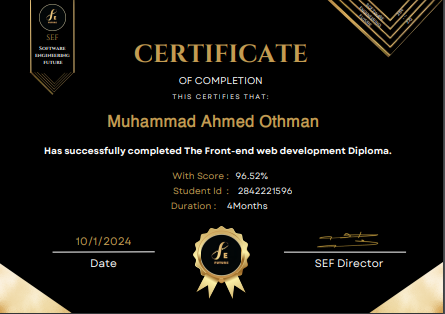 SEF
SOFTWARE
ENGINEERING
FUTURE
CERTIFICATE
OF COMPLETION
THIS CERTIFIES THAT:
Muhammad Ahmed Othman
Has successfully completed The Front-end web development Diploma.
With Score : 96.52%
Student Id : 2842221596
Duration : 4Months
10/1/2024
Date
SEF Director